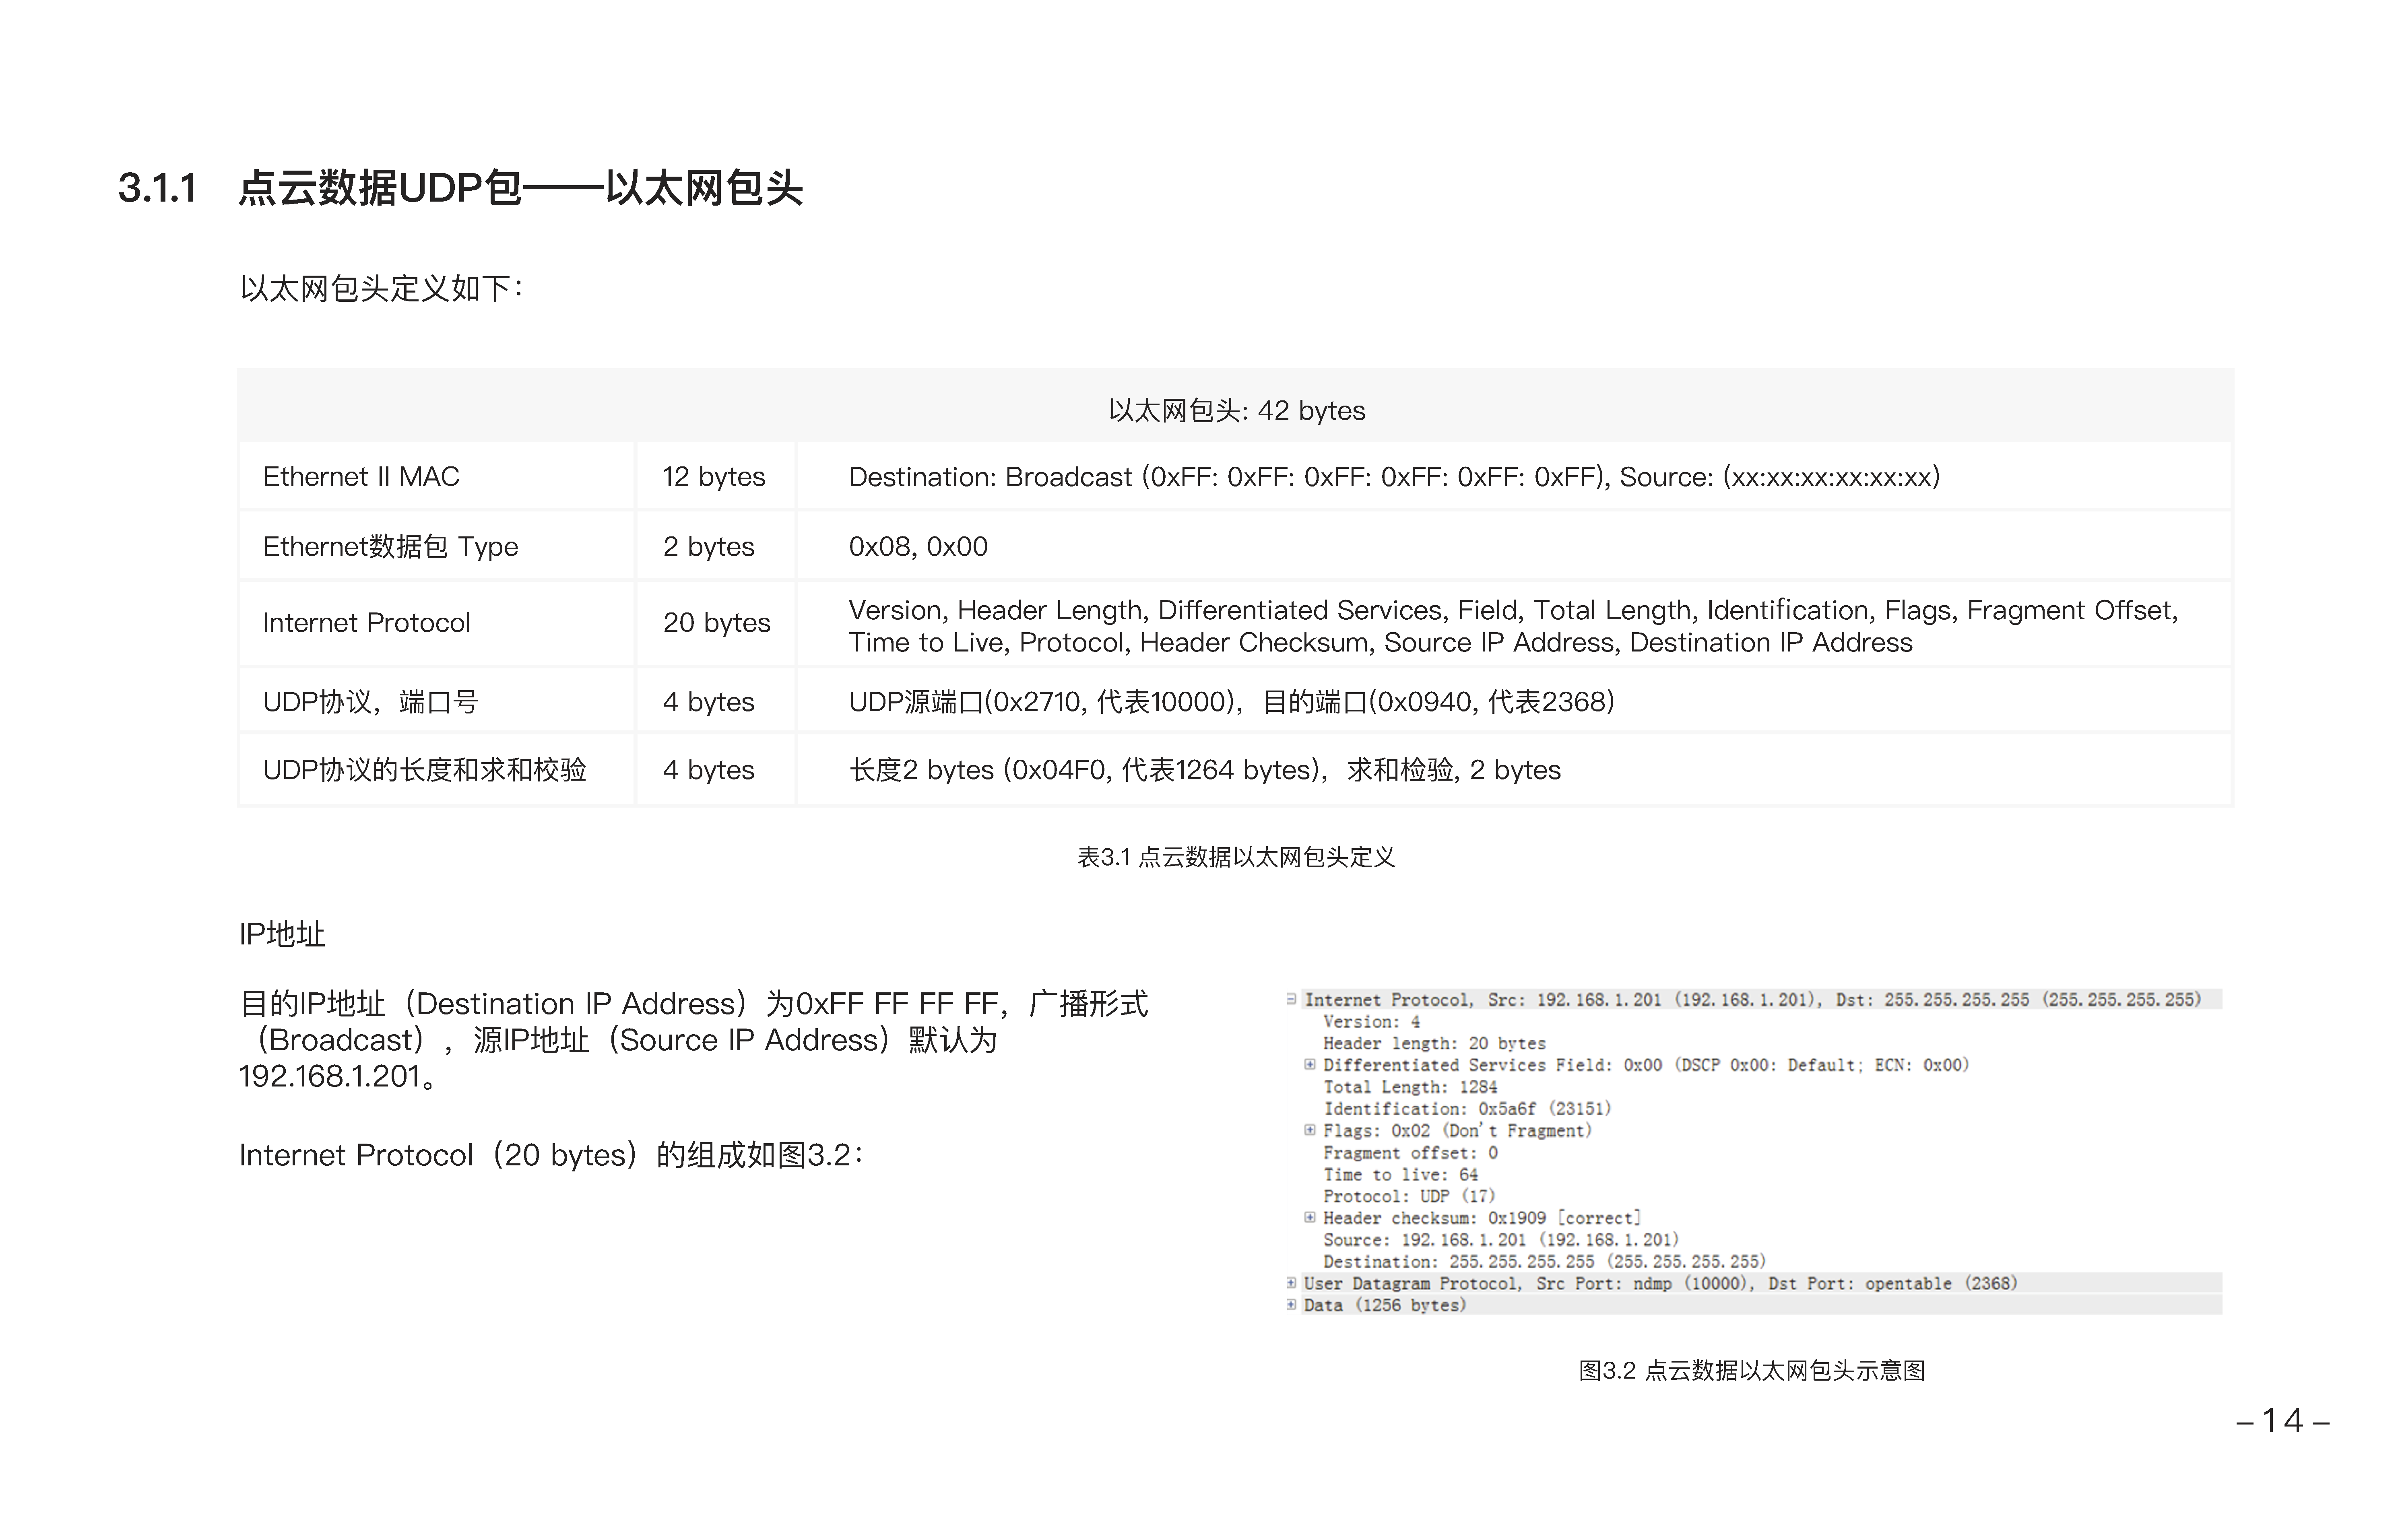 3.1.1 点云数据UDP包——以太网包头
以太网包头定义如下：
以太网包头: 42 bytes
Ethernet II MAC 12 bytes Destination: Broadcast (0xFF: 0xFF: 0xFF: 0xFF: 0xFF: 0xFF), Source: (xx:xx:xx:xx:xx:xx)
Ethernet数据包 Type 2 bytes 0x08, 0x00
Internet Protocol 20 bytes Version, Header Length, Differentiated Services, Field, Total Length, Identification, Flags, Fragment Offset,
Time to Live, Protocol, Header Checksum, Source IP Address, Destination IP Address
UDP协议，端口号 4 bytes UDP源端口(0x2710, 代表10000)，目的端口(0x0940, 代表2368)
UDP协议的长度和求和校验 4 bytes 长度2 bytes (0x04F0, 代表1264 bytes)，求和检验, 2 bytes
表3.1 点云数据以太网包头定义
IP地址
目的IP地址（Destination IP Address）为0xFF FF FF FF，广播形式
（Broadcast），源IP地址（Source IP Address）默认为
192.168.1.201。
Internet Protocol（20 bytes）的组成如图3.2：
Internet Protocol, Src: 192.168.1.201 (192.168.1.201), Dst: 255.255.255.255 (255.255.255.255)
Version: 4
Header length: 20 bytes
Differentiated Services Field: 0x00 (DSCP 0x00: Default; ECN: 0x00)
Total Length: 1284
Identification: 0x5a6f (23151)
Flags: 0x02 (Don't Fragment)
Fragment offset: 0
Time to live: 64
Protocol: UDP (17)
Header checksum: 0x1909 [correct]
Source: 192.168.1.201 (192.168.1.201)
Destination: 255.255.255.255 (255.255.255.255)
User Datagram Protocol, Src Port: ndmp (10000), Dst Port: opentable (2368)
Data (1256 bytes)
图3.2 点云数据以太网包头示意图
–14–